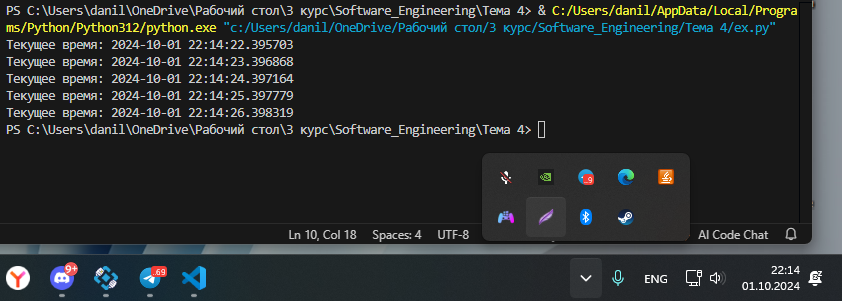 PS C:\Users\danil\OneDrive\Рабочий стол\3 курс\Software_Engineering\Тема 4> & C:/Users/danil/AppData/Local/Progra
ms/Python/Python312/python.exe "c:/Users/danil/OneDrive/Рабочий стол/3 курс/Software_Engineering/Тема 4/ex.py"
Текущее время: 2024-10-01 22:14:22.395703
Текущее время: 2024-10-01 22:14:23.396868
Текущее время: 2024-10-01 22:14:24.397164
Текущее время: 2024-10-01 22:14:25.397779
Текущее время: 2024-10-01 22:14:26.398319
PS C:\Users\danil\OneDrive\Рабочий стол\3 курс\Software_Engineering\Тема 4>
9
Ln 10, Col 18 Spaces: 4 UTF-8 AI Code Chat
9+ 69 ENG 22:14
01.10.2024